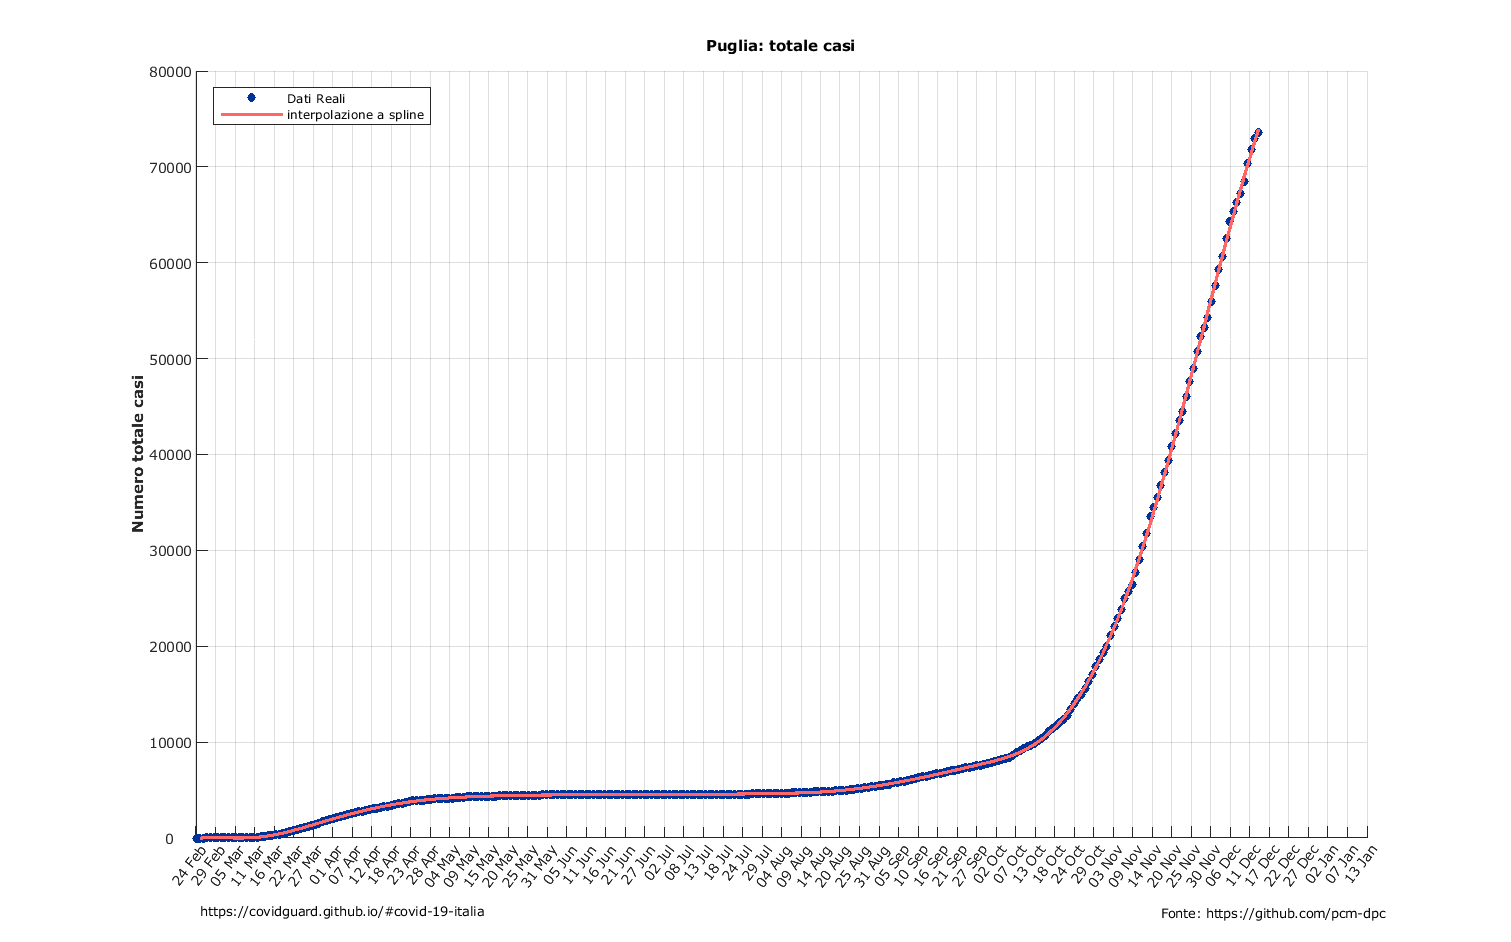 Puglia: totale casi
Dati Reali
interpolazione a spline
Numero totale casi
80000
70000
60000
50000
40000
30000
20000
10000
0
24 Feb
29 Feb
05 Mar
11 Mar
16 Mar
22 Mar
27 Mar
01 Apr
07 Apr
12 Apr
18 Apr
23 Apr
28 Apr
04 May
09 May
15 May
20 May
25 May
31 May
05 Jun
11 Jun
16 Jun
21 Jun
27 Jun
02 Jul
08 Jul
13 Jul
18 Jul
24 Jul
29 Jul
04 Aug
09 Aug
14 Aug
20 Aug
25 Aug
31 Aug
05 Sep
10 Sep
16 Sep
21 Sep
27 Sep
02 Oct
07 Oct
13 Oct
18 Oct
24 Oct
29 Oct
03 Nov
09 Nov
14 Nov
20 Nov
25 Nov
30 Nov
06 Dec
11 Dec
17 Dec
22 Dec
27 Dec
02 Jan
07 Jan
13 Jan
https://covidguard.github.io/#covid-19-italia
Fonte: https://github.com/pcm-dpc